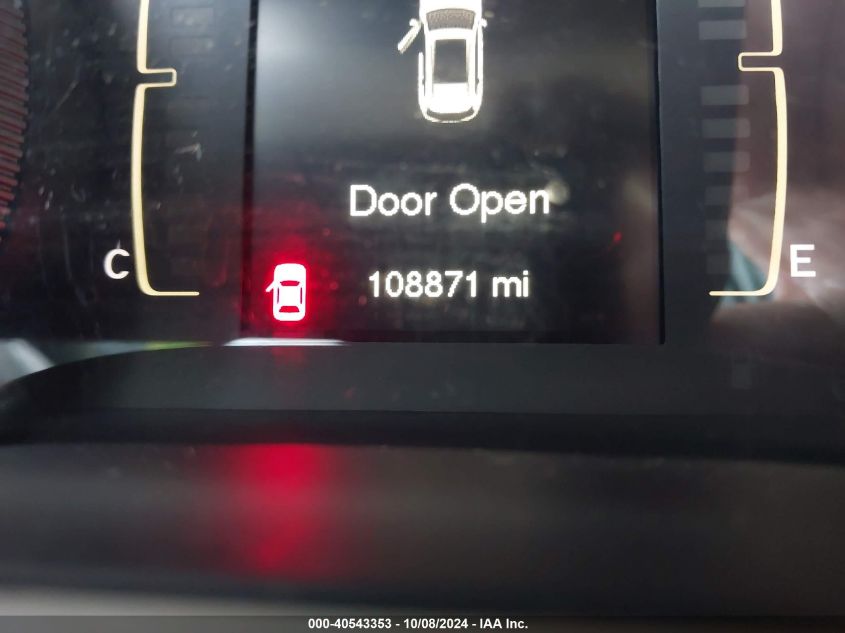 Door Open
C
E
108871 mi
000-40543353 - 10/08/2024 - IAA Inc.